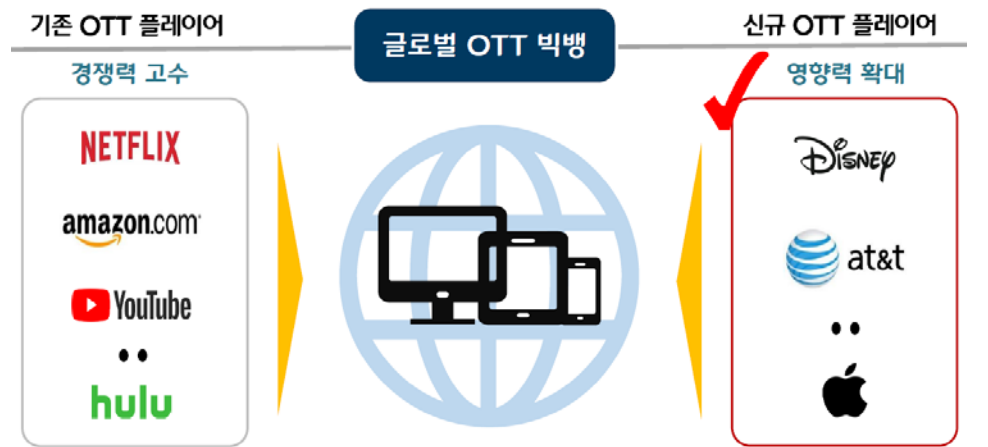 기존 OTT 플레이어
글로벌 OTT 빅뱅
신규 OTT 플레이어
경쟁력 고수
영향력 확대
NETFLIX
amazon.com
YouTube
hulu
Disney
at&t